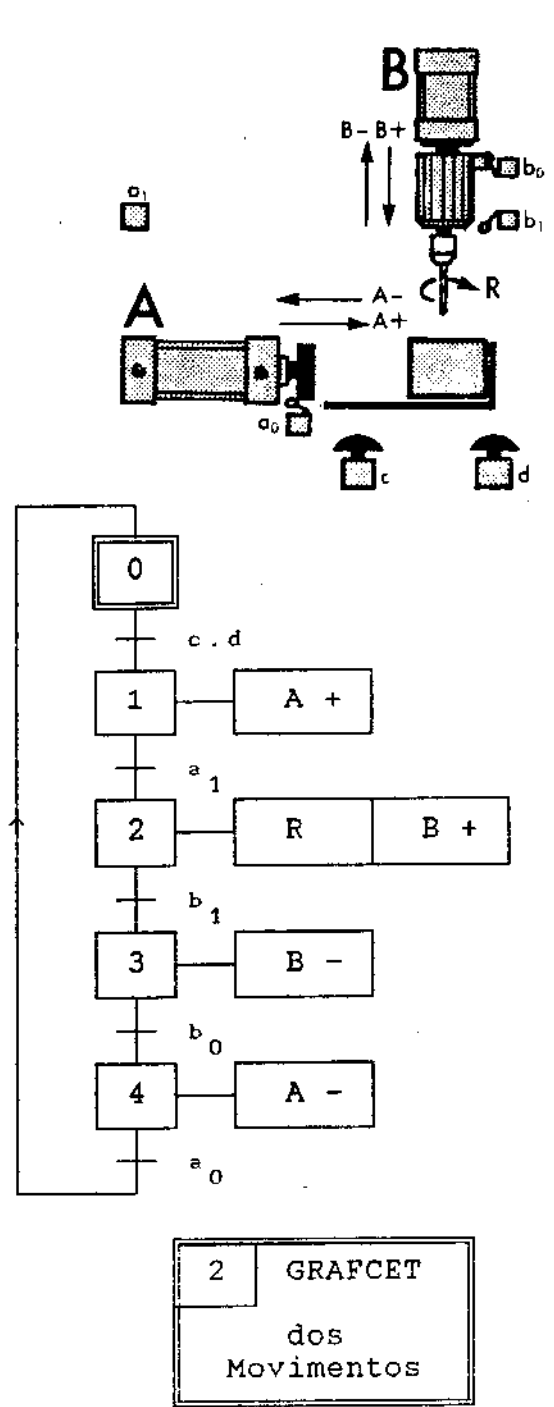 B
B- B+
b₀
a₁
b₁
A- R
A A+
a₀
c d
0
c . d
1 A +
a₁
2 R B +
b₁
3 B -
b₀
4 A -
a₀
2 GRAFCET
dos
Movimentos